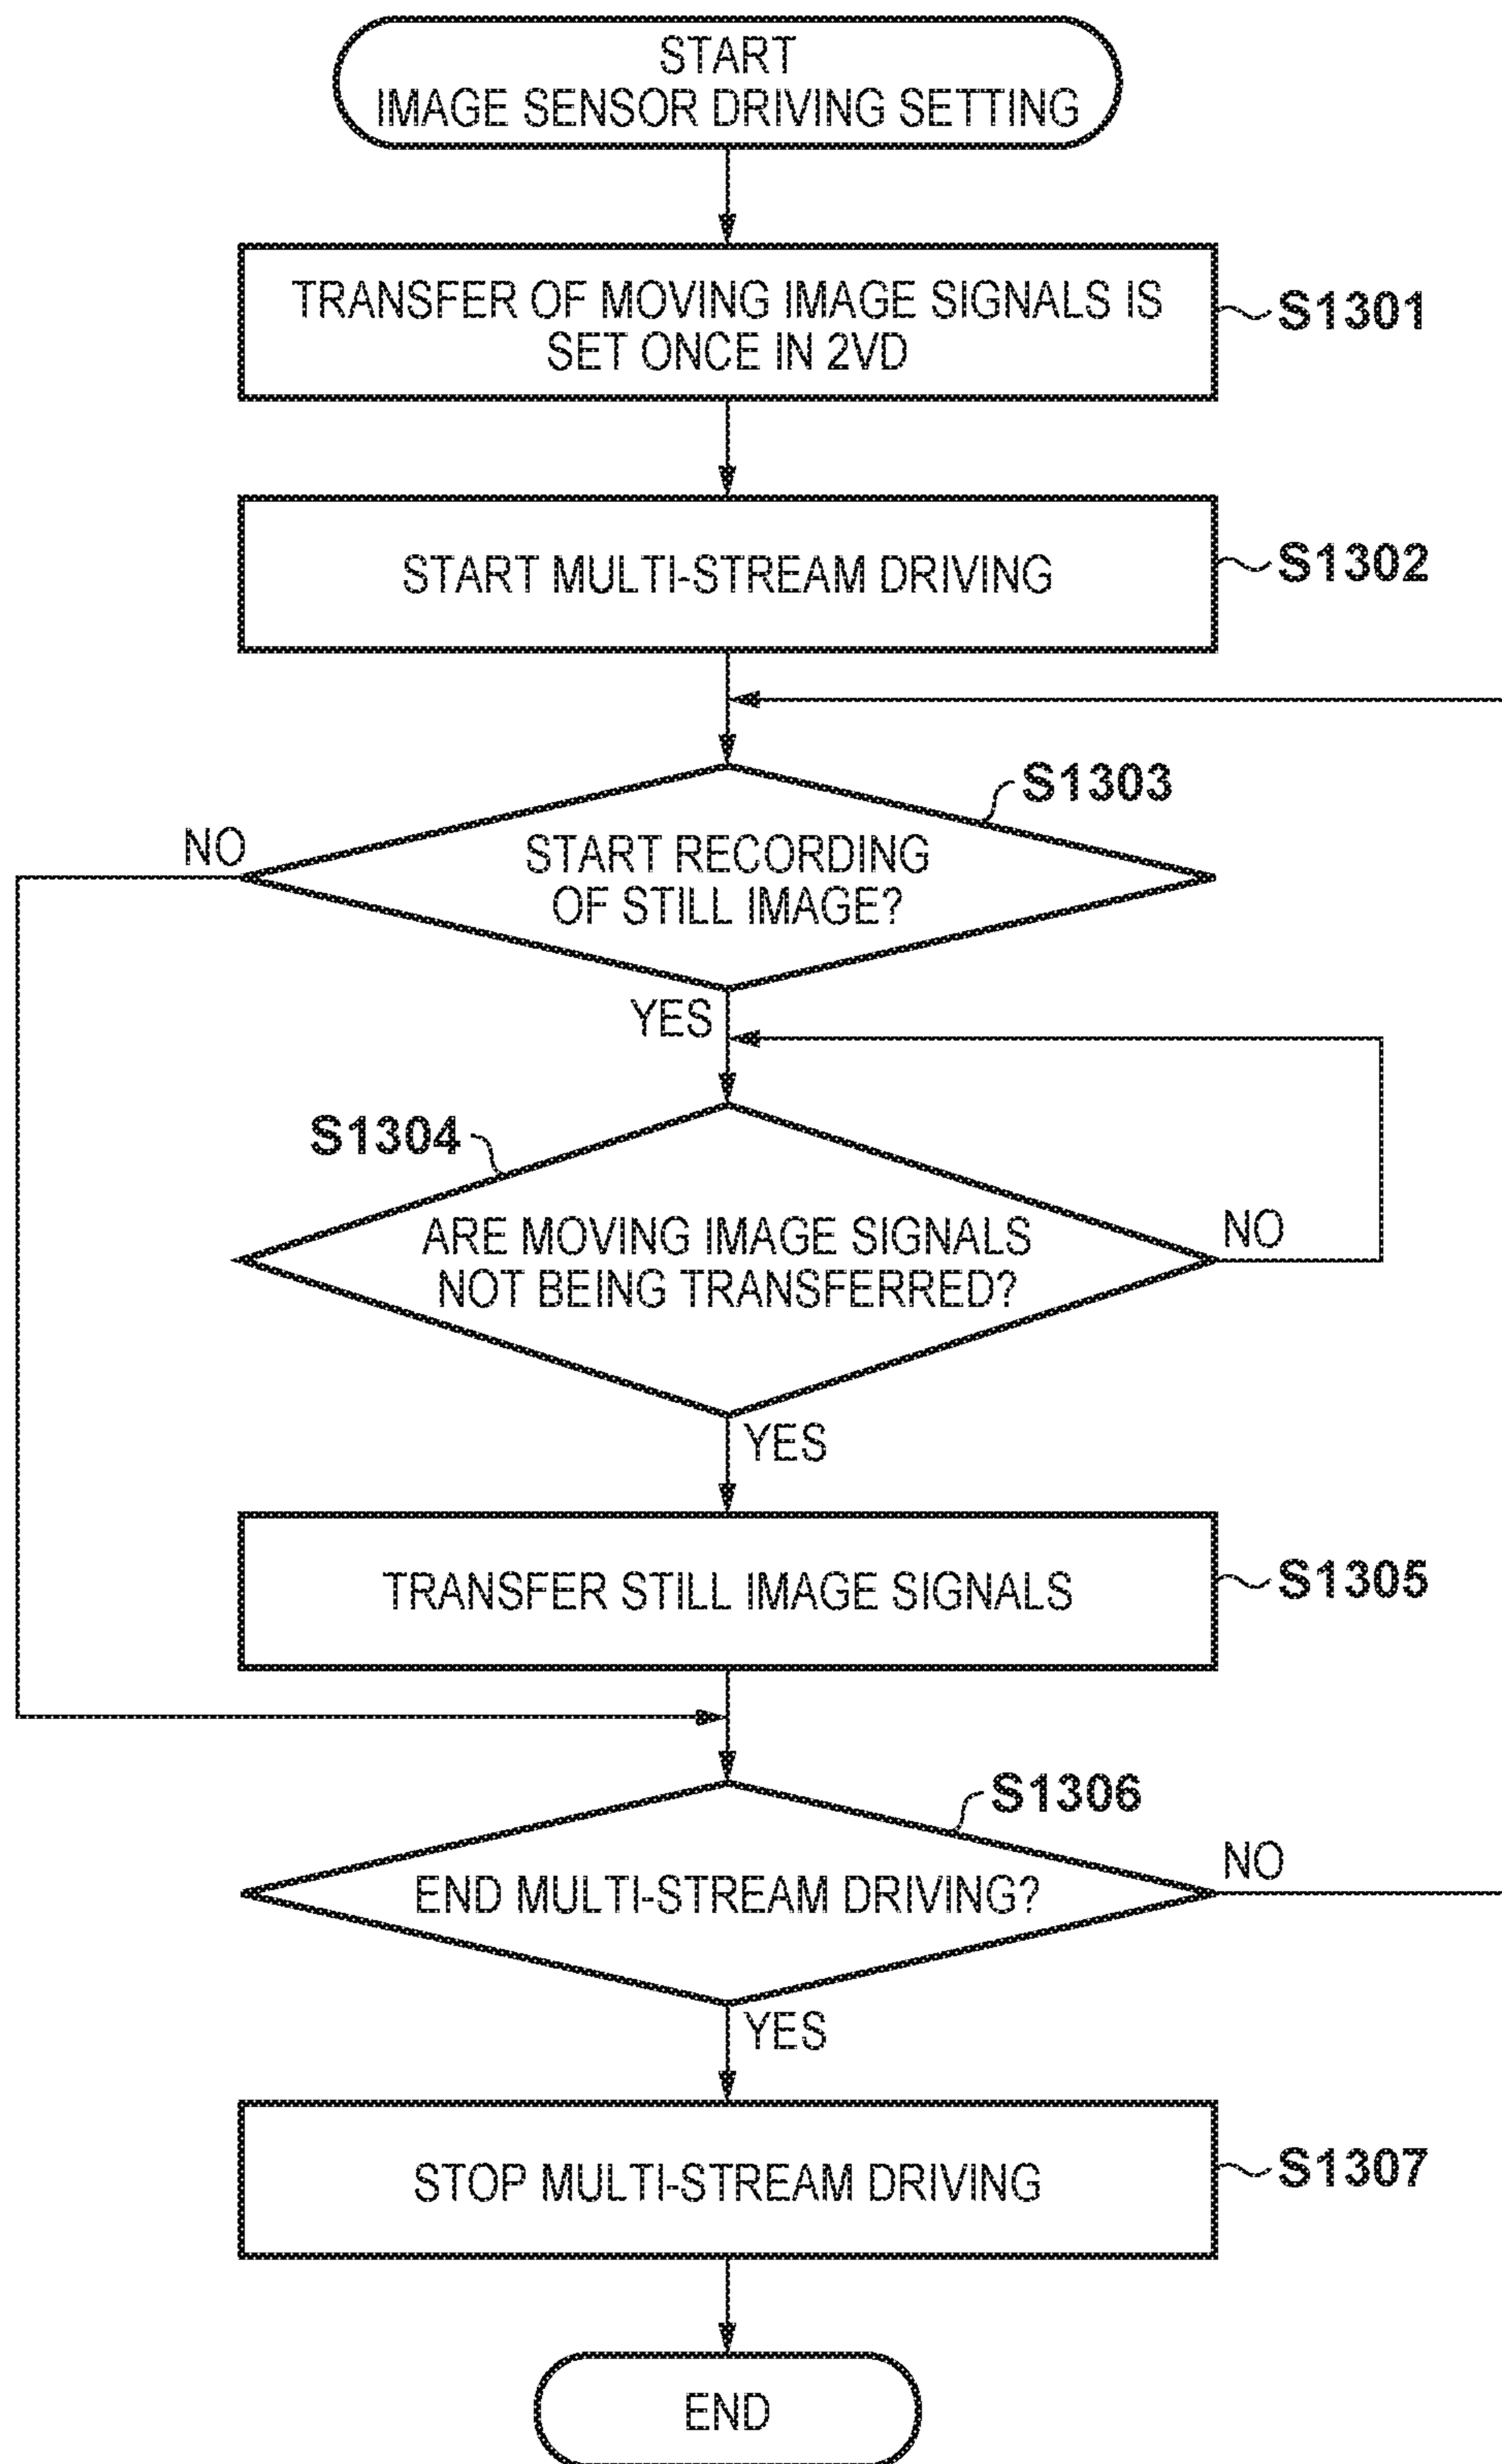 START
IMAGE SENSOR DRIVING SETTING
TRANSFER OF MOVING IMAGE SIGNALS IS
SET ONCE IN 2VD
S1301
START MULTI-STREAM DRIVING
S1302
S1303
NO
START RECORDING
OF STILL IMAGE?
YES
S1304
ARE MOVING IMAGE SIGNALS
NOT BEING TRANSFERRED?
NO
YES
TRANSFER STILL IMAGE SIGNALS
S1305
S1306
END MULTI-STREAM DRIVING?
NO
YES
STOP MULTI-STREAM DRIVING
S1307
END